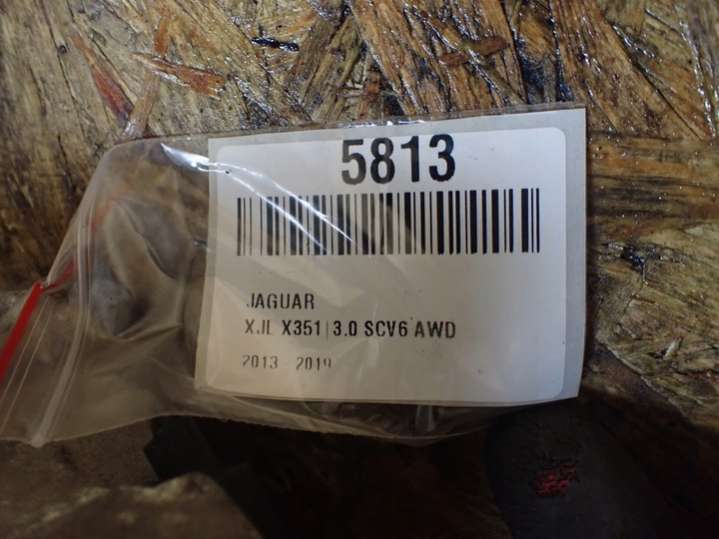 5813
JAGUAR
XJL X351|3.0 SCV6 AWD
2013 - 2019